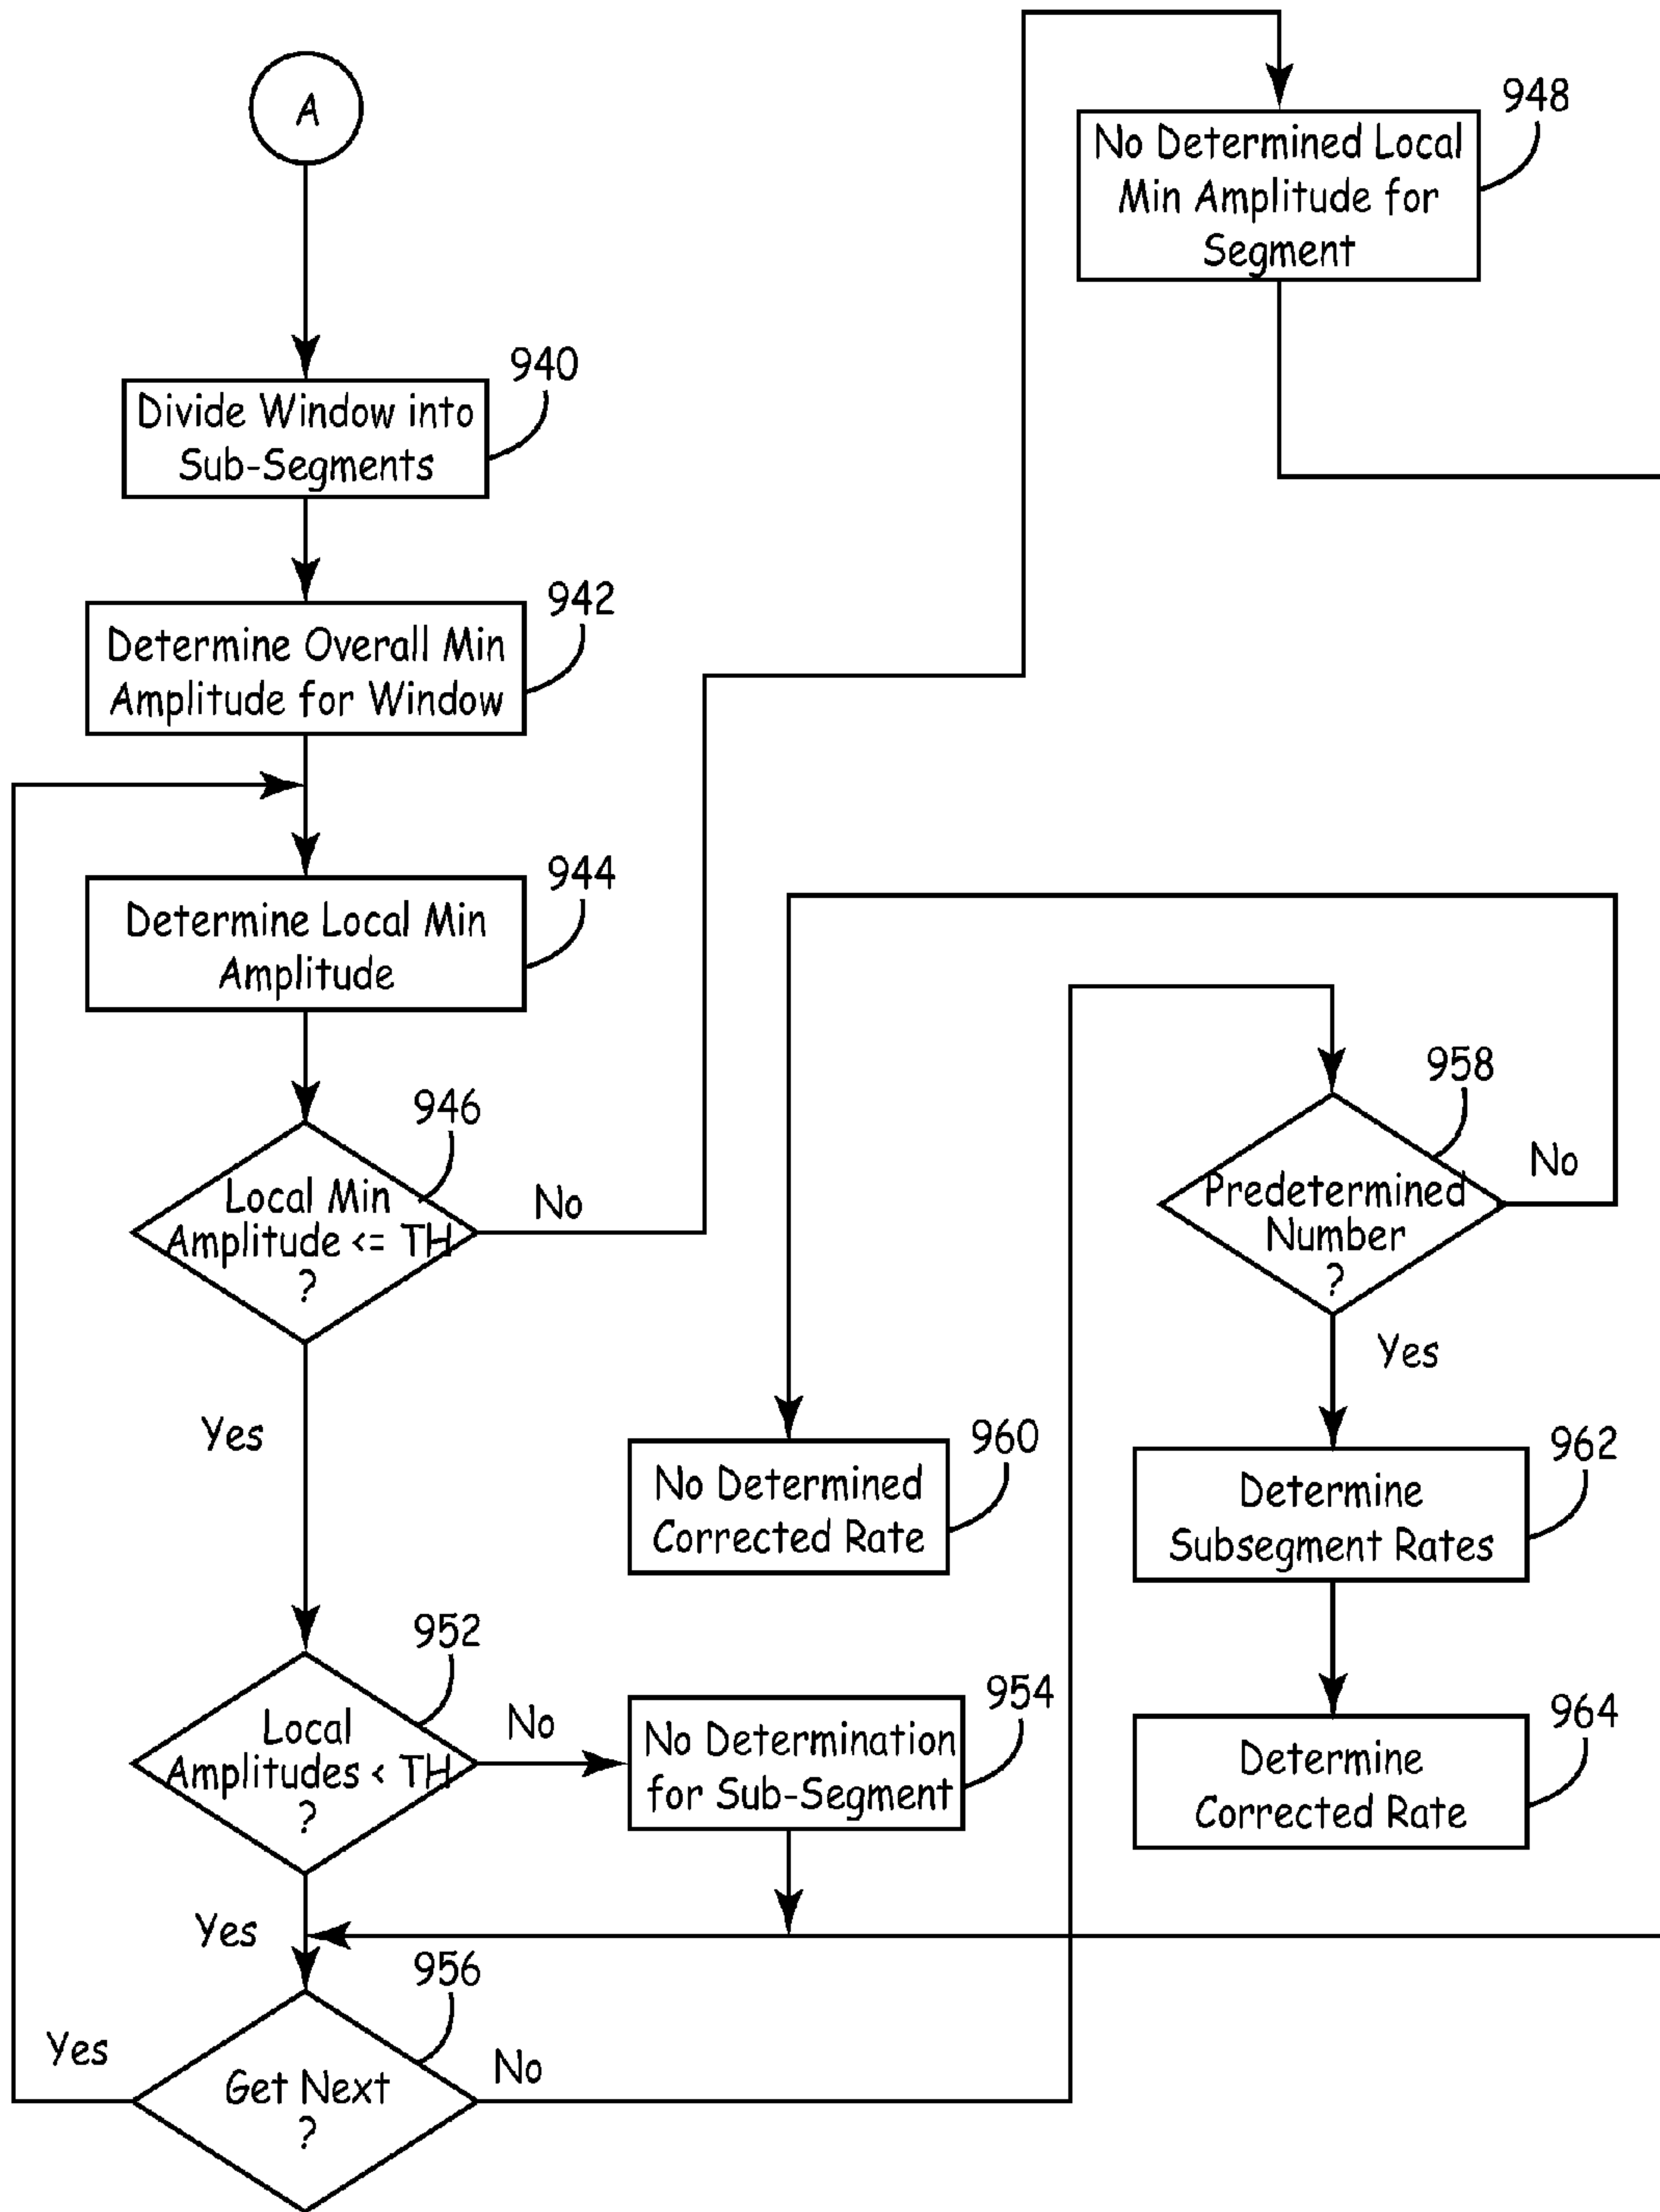 A
940
Divide Window into
Sub-Segments
942
Determine Overall Min
Amplitude for Window
944
Determine Local Min
Amplitude
946
Local Min
Amplitude <= TH
?
No
Yes
948
No Determined Local
Min Amplitude for
Segment
952
Local
Amplitudes < TH
?
No
Yes
954
No Determination
for Sub-Segment
956
Get Next
?
Yes
No
958
Predetermined
Number
?
No
Yes
960
No Determined
Corrected Rate
962
Determine
Subsegment Rates
964
Determine
Corrected Rate